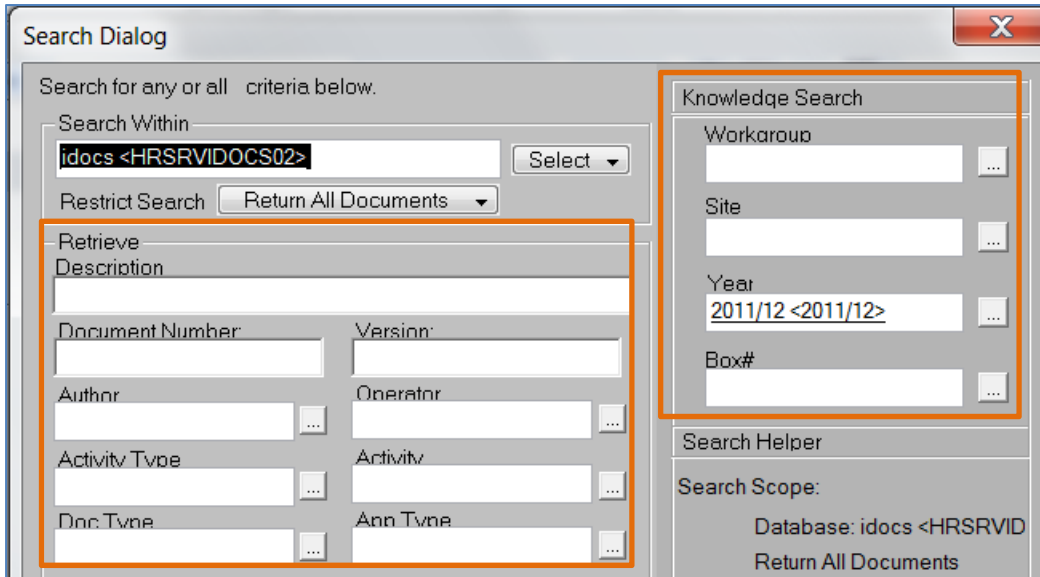 Search Dialog
X
Search for any or all criteria below.
Search Within
idocs <HRSRVIDOCS02>
Select
Restrict Search Return All Documents
Retrieve
Description
Document Number: Version:
Author Operator
... ...
Activity Type Activity
... ...
Doc Type App Type
... ...
Knowledge Search
Workgroup
...
Site
...
Year
2011/12 <2011/12>
...
Box#
...
Search Helper
Search Scope:
Database: idocs <HRSRVID
Return All Documents